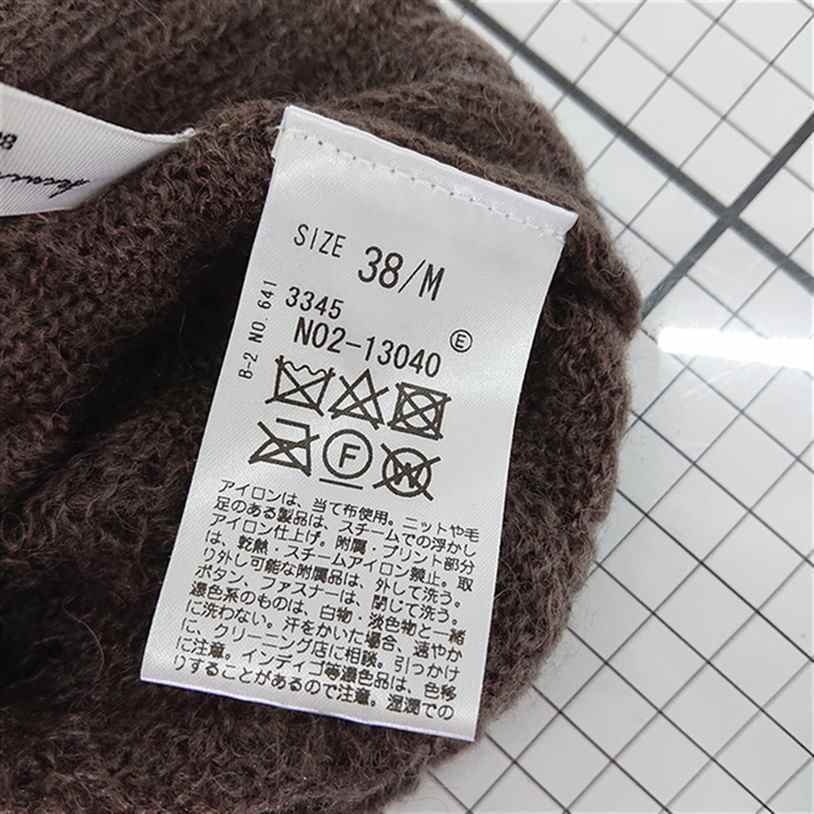 SIZE 38/M
B-2 NO.641
3345
N02-13040
E
F
W
アイロンは、当て布使用。ニットや毛
足のある製品は、スチームでの浮かし
アイロン仕上げ。附属・プリント部分
は、乾熱・スチームアイロン禁止。取
り外し可能な附属品は、外して洗う。
ボタン、ファスナーは、閉じて洗う。
濃色系のものは、白物・淡色物と一緒
に洗わない。汗をかいた場合、速やか
に、クリーニング店に相談。引っかけ
に注意。インディゴ等濃色品は、色移
りすることがあるので注意。湿潤での